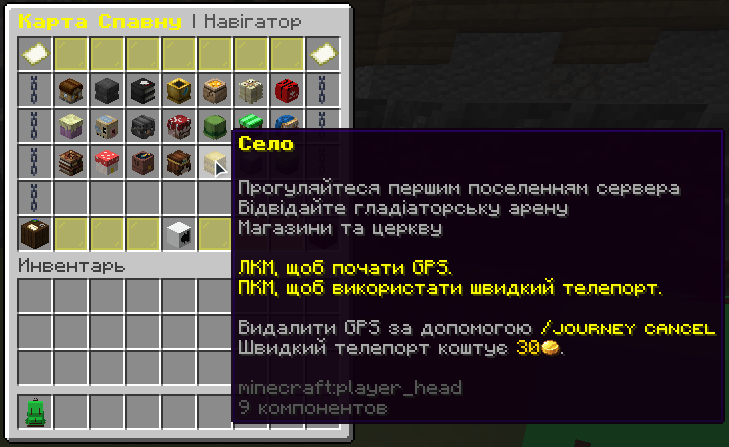 Карта Спавну | Навігатор
Село
Прогуляйтеся першим поселенням сервера
Відвідайте гладіаторську арену
Магазини та церкву
ЛКМ, щоб почати GPS.
ПКМ, щоб використати швидкий телепорт.
Видалити GPS за допомогою /JOURNEY CANCEL
Швидкий телепорт коштує 30.
minecraft:player_head
9 компонентов
Инвентарь